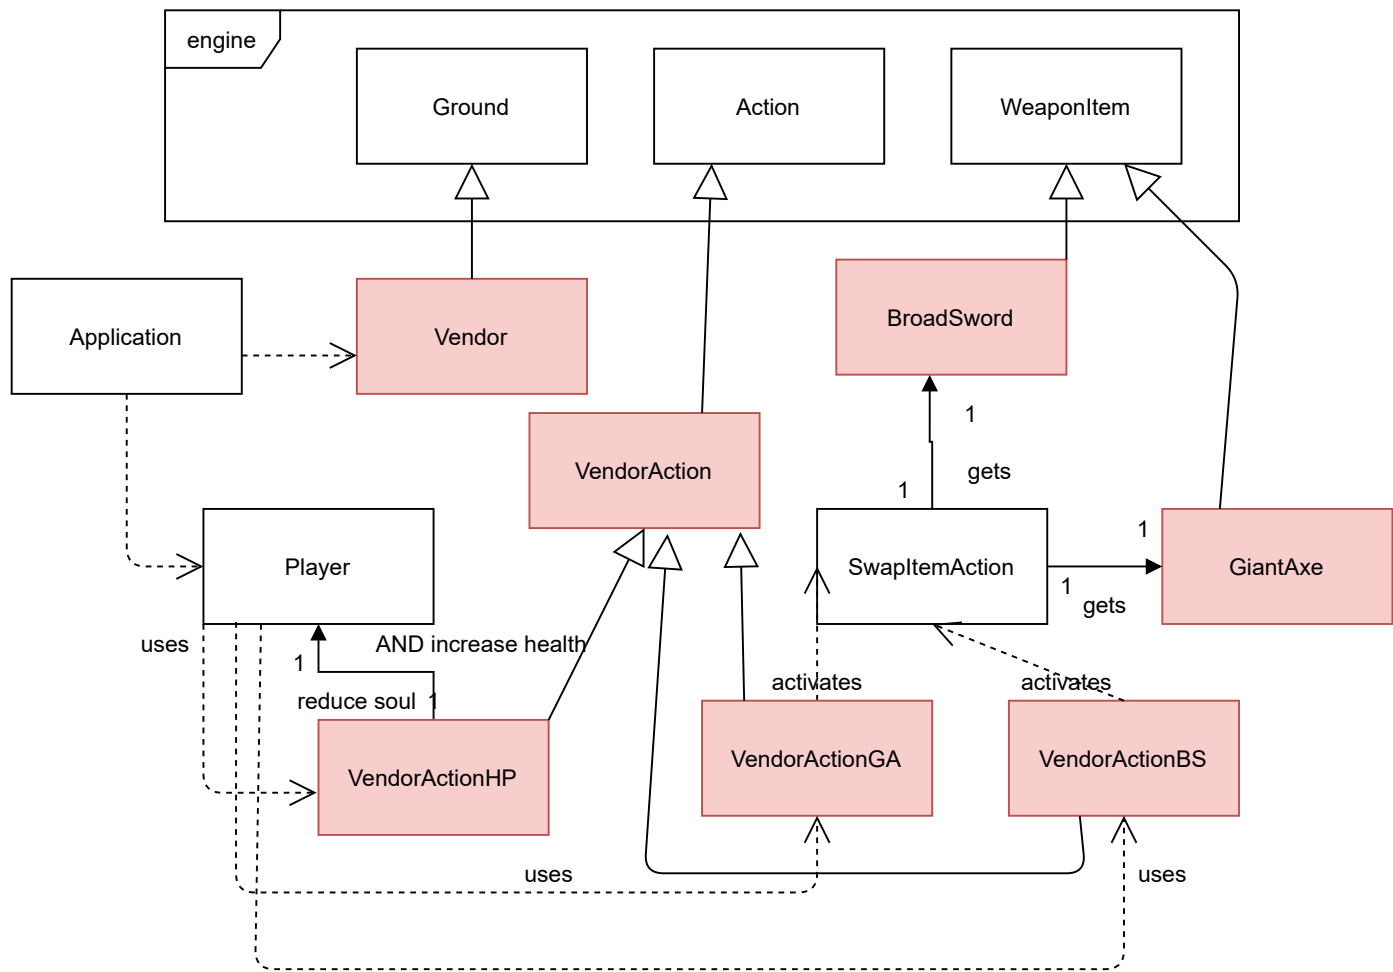 engine
Ground
Action
WeaponItem
Application
Vendor
BroadSword
1
VendorAction
gets
1
Player
SwapItemAction
1
GiantAxe
1
gets
uses
AND increase health
1
reduce soul 1
activates
activates
VendorActionHP
VendorActionGA
VendorActionBS
uses
uses